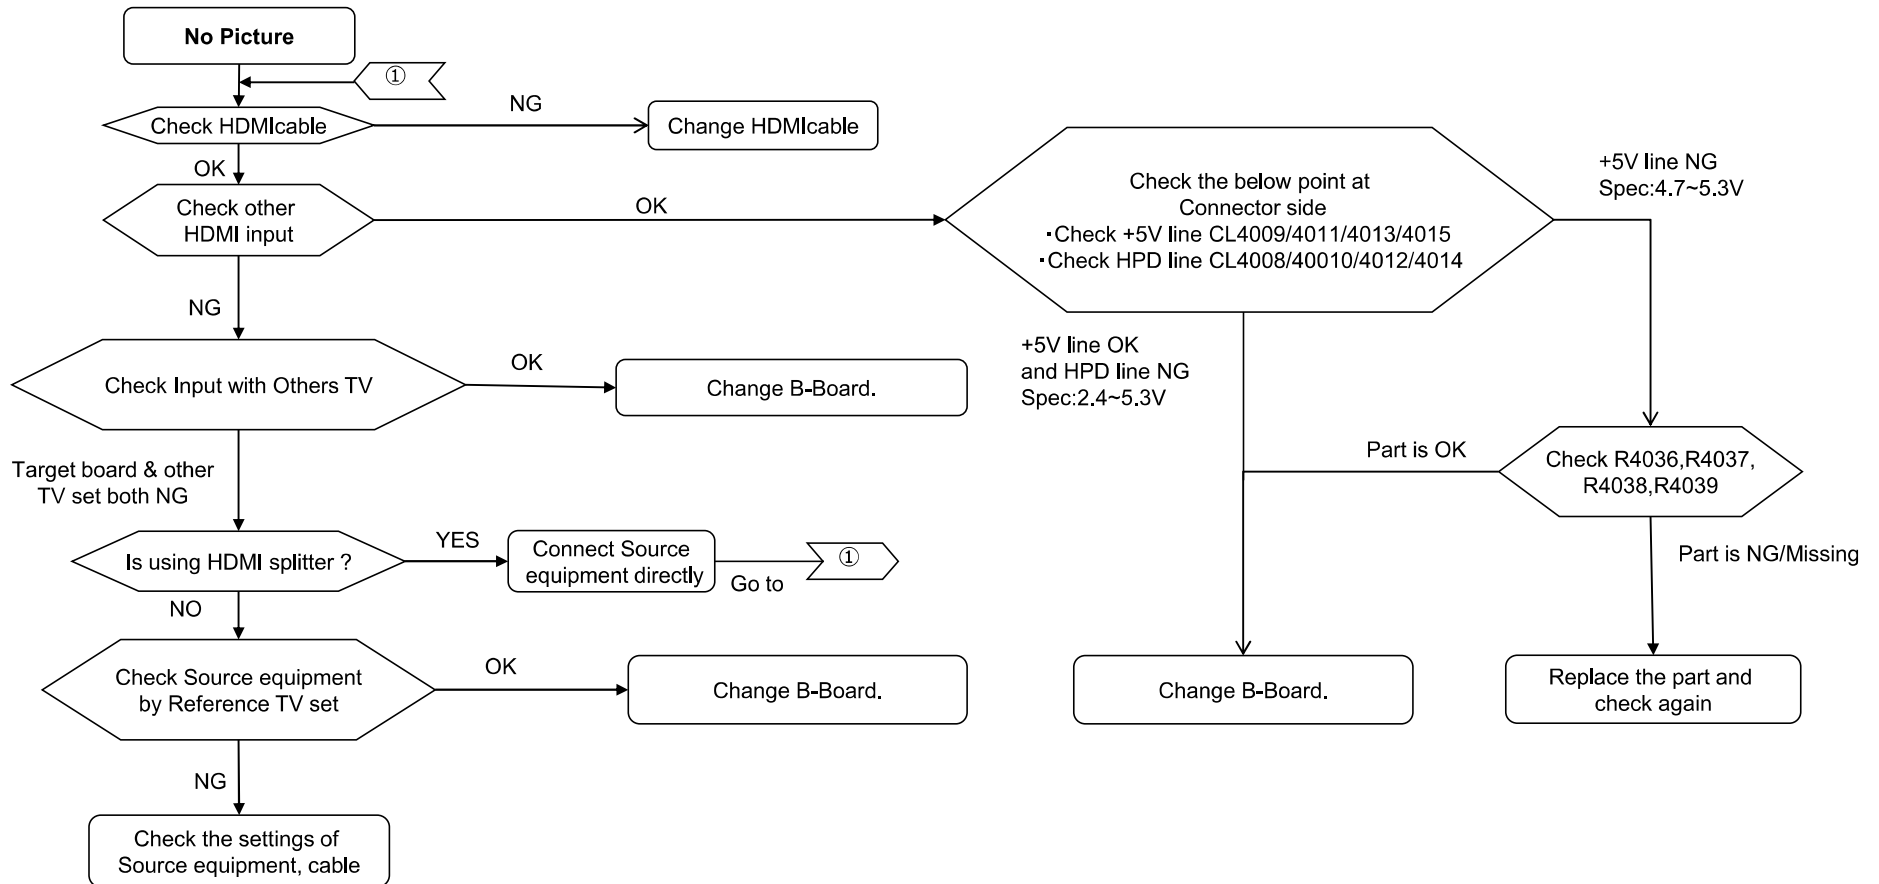 No Picture
①
Check HDMIcable
NG
Change HDMIcable
OK
Check other
HDMI input
OK
Check the below point at
Connector side
・Check +5V line CL4009/4011/4013/4015
・Check HPD line CL4008/40010/4012/4014
+5V line NG
Spec:4.7~5.3V
NG
Check Input with Others TV
OK
Change B-Board.
+5V line OK
and HPD line NG
Spec:2.4~5.3V
Part is OK
Check R4036,R4037,
R4038,R4039
Target board & other
TV set both NG
Is using HDMI splitter ?
YES
Connect Source
equipment directly
Go to
①
Part is NG/Missing
NO
Check Source equipment
by Reference TV set
OK
Change B-Board.
Change B-Board.
Replace the part and
check again
NG
Check the settings of
Source equipment, cable